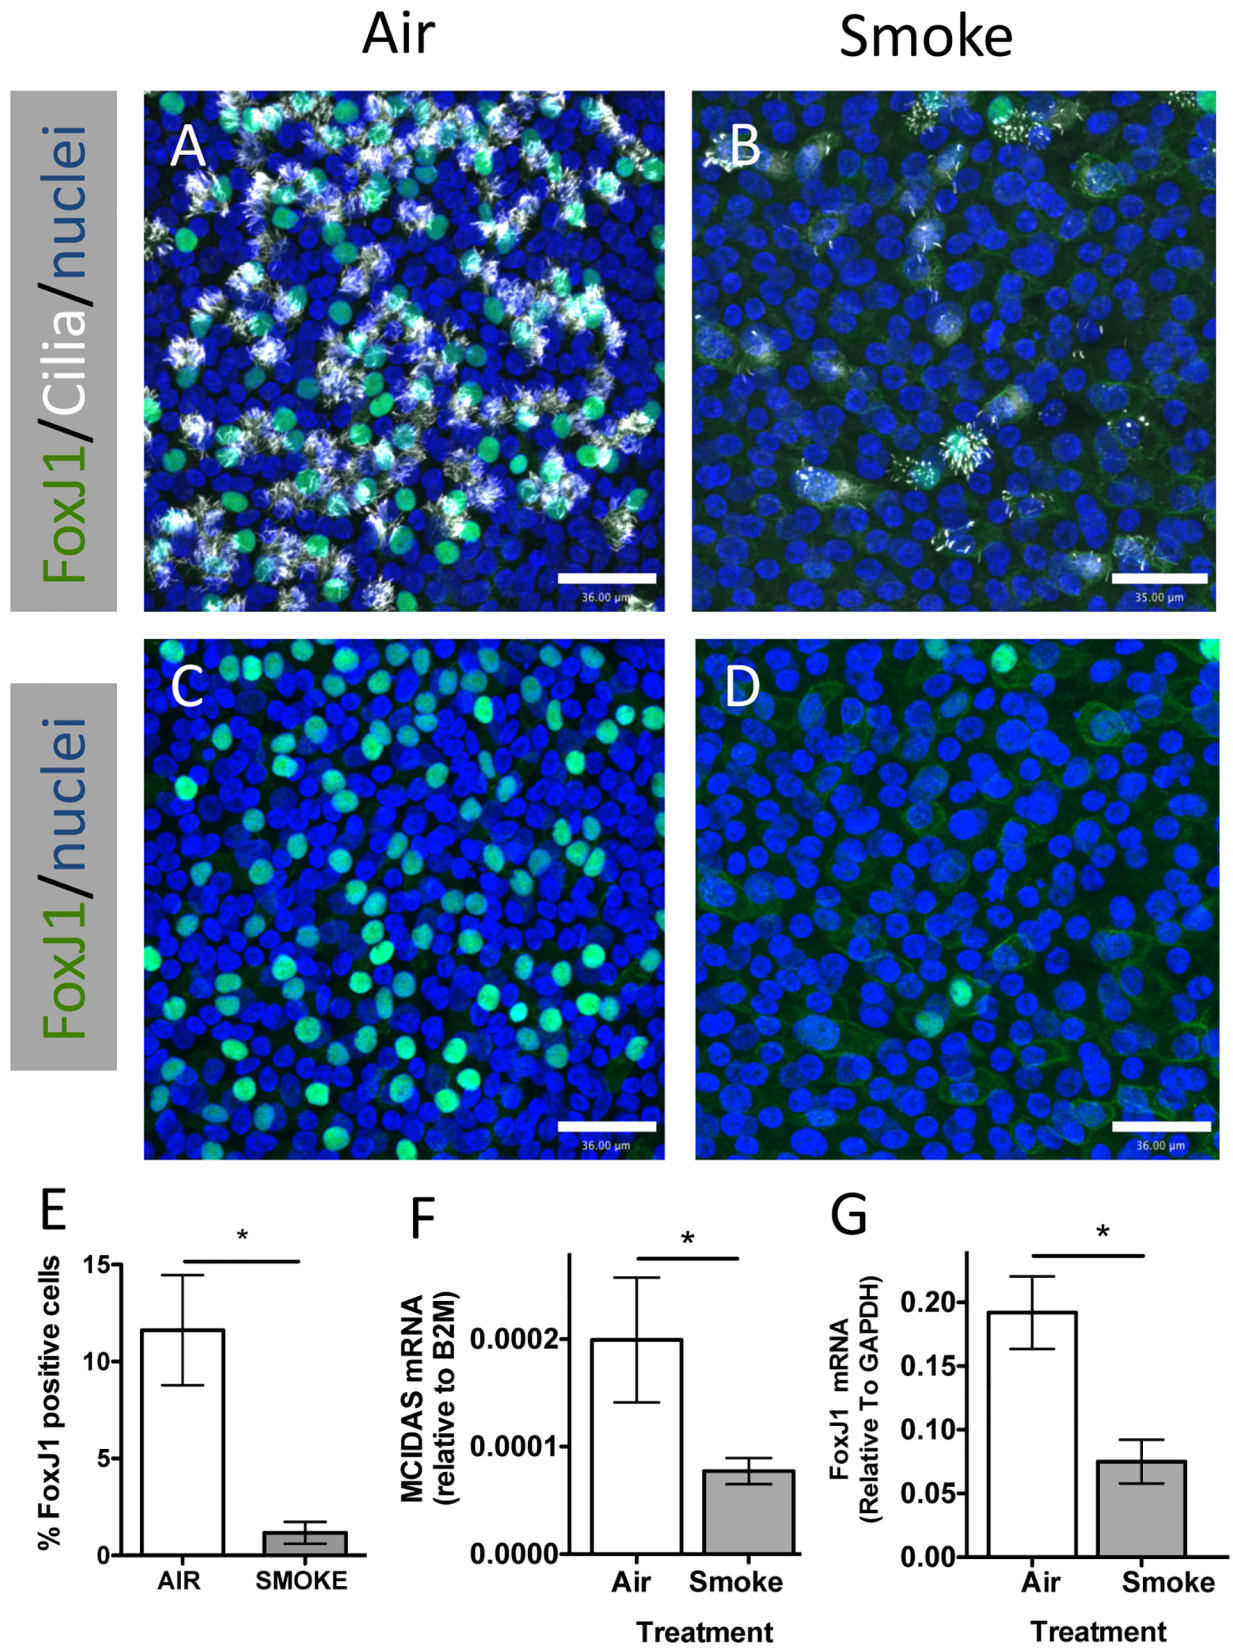 Air
Smoke
FoxJ1/Cilia/nuclei
A
36.00 µm
B
35.00 µm
FoxJ1/nuclei
C
36.00 µm
D
36.00 µm
E
*
% FoxJ1 positive cells
15
10
5
0
AIR
SMOKE
F
*
MCIDAS mRNA
(relative to B2M)
0.0002
0.0001
0.0000
Air
Smoke
Treatment
G
*
FoxJ1 mRNA
(Relative To GAPDH)
0.20
0.15
0.10
0.05
0.00
Air
Smoke
Treatment